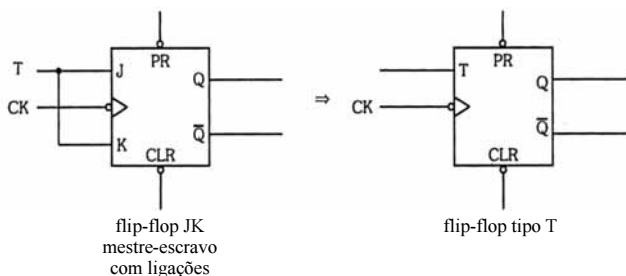 PR
T
J
Q
CK
K
Q̅
CLR
flip-flop JK
mestre-escravo
com ligações
⇒
PR
T
Q
CK
Q̅
CLR
flip-flop tipo T